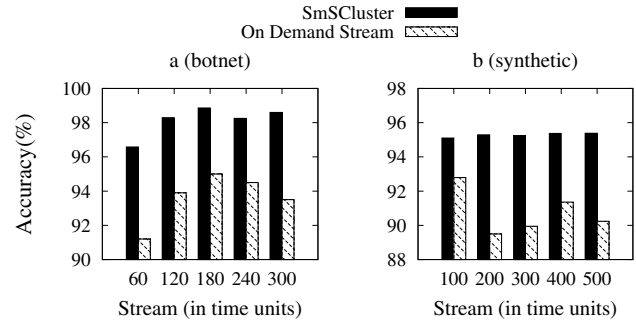 SmSCluster
On Demand Stream
a (botnet)
b (synthetic)
Accuracy(%)
100
98
96
94
92
90
60 120 180 240 300
Stream (in time units)
98
96
94
92
90
88
100 200 300 400 500
Stream (in time units)